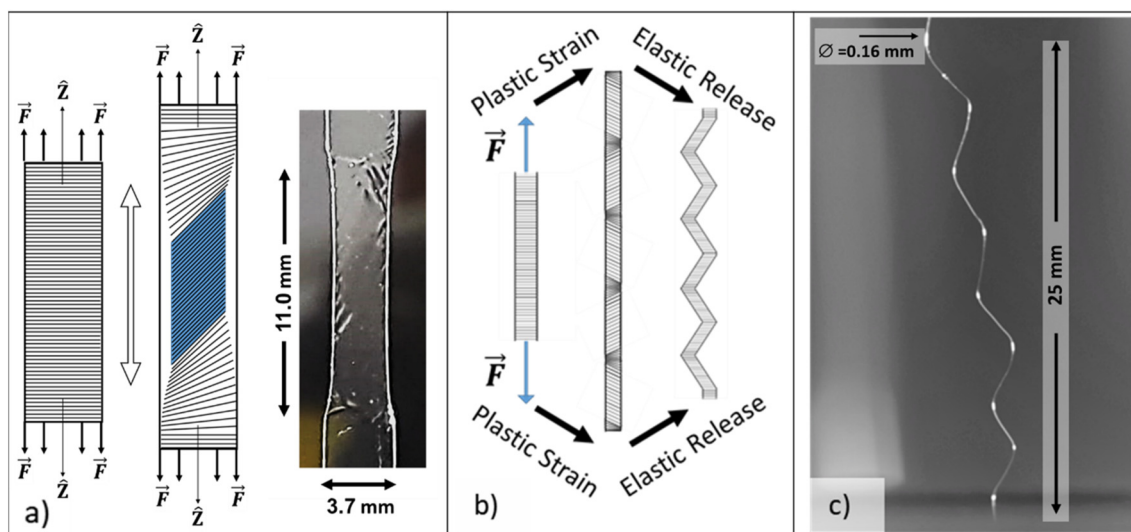 Ẑ
F⃗ F⃗
Ẑ
F⃗ F⃗
Ẑ
F⃗ F⃗
Ẑ
F⃗ F⃗
11.0 mm
3.7 mm
a)
Plastic Strain
Elastic Release
F⃗
F⃗
Plastic Strain
Elastic Release
b)
∅ =0.16 mm
25 mm
c)